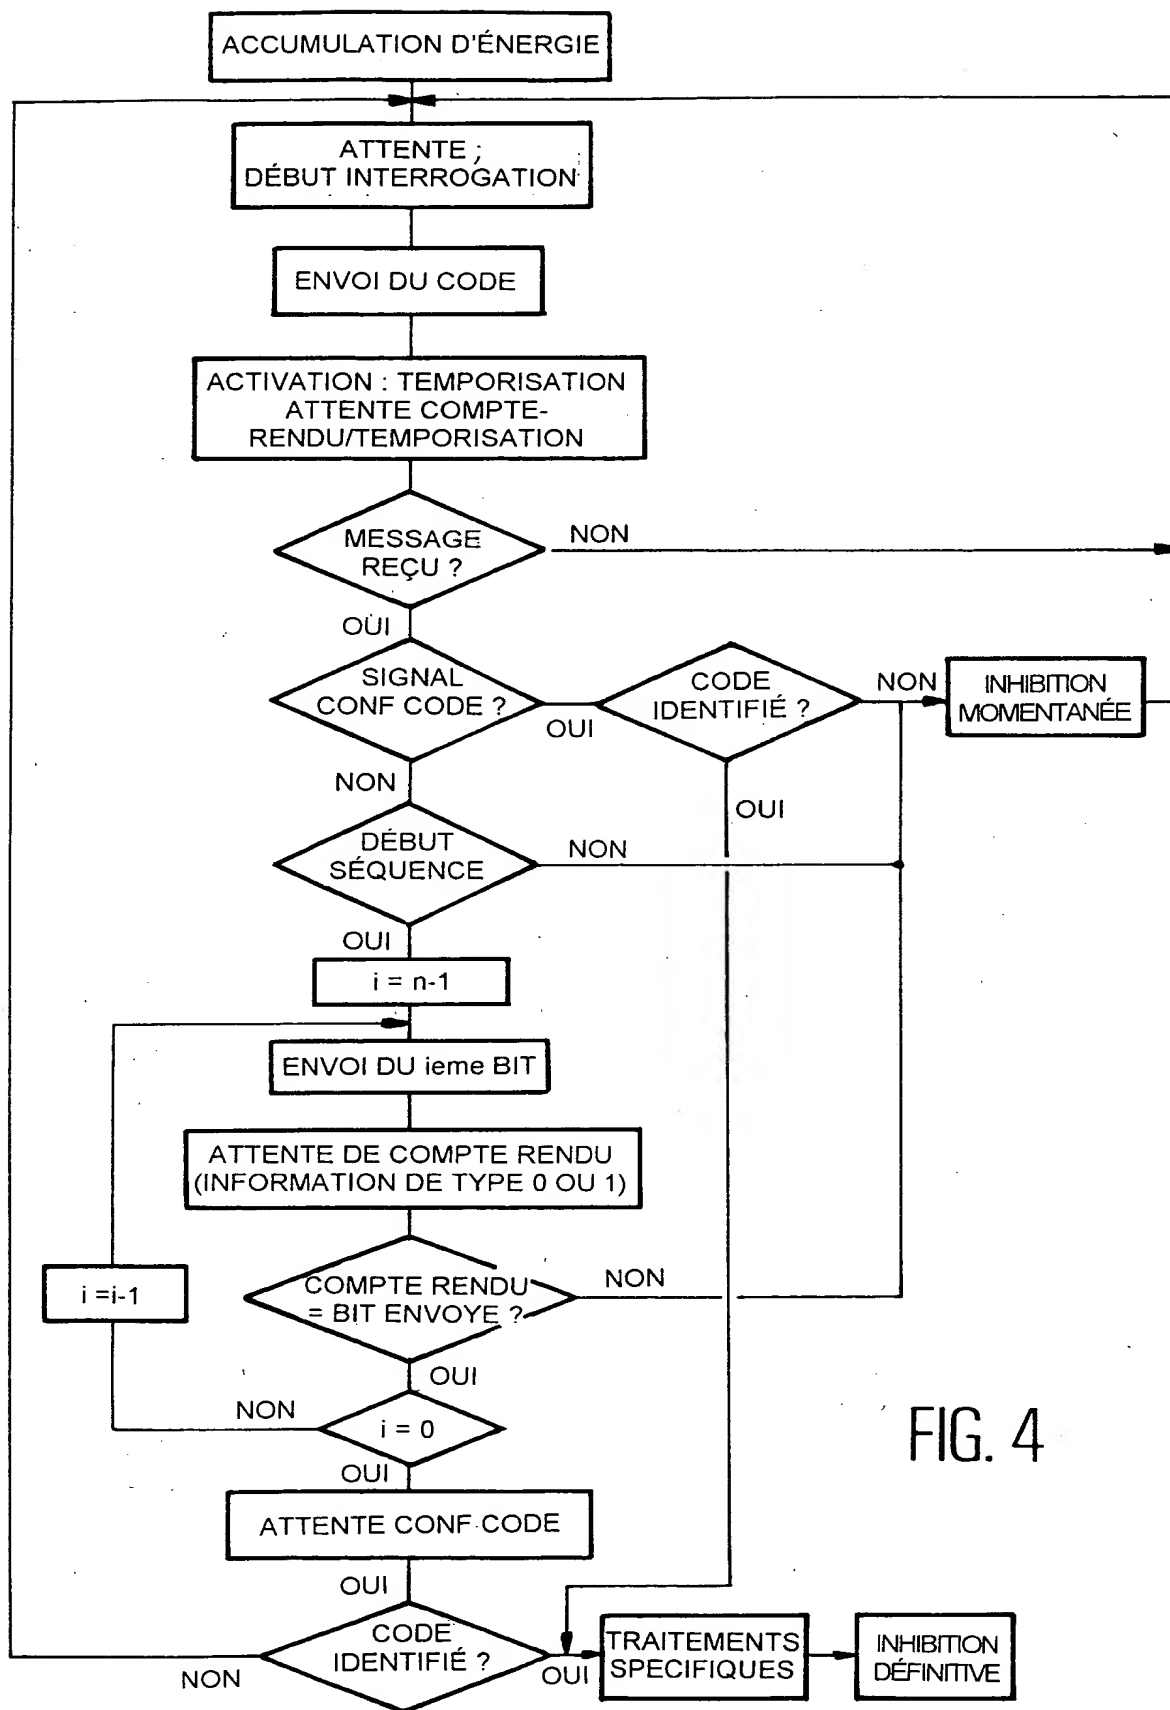 ACCUMULATION D'ÉNERGIE
ATTENTE ;
DÉBUT INTERROGATION
ENVOI DU CODE
ACTIVATION : TEMPORISATION
ATTENTE COMPTE-
RENDU/TEMPORISATION
MESSAGE
REÇU ?
NON
OUI
SIGNAL
CONF CODE ?
OUI
CODE
IDENTIFIÉ ?
NON
INHIBITION
MOMENTANÉE
NON
OUI
DÉBUT
SÉQUENCE
NON
OUI
i = n-1
ENVOI DU ieme BIT
ATTENTE DE COMPTE RENDU
(INFORMATION DE TYPE 0 OU 1)
i =i-1
COMPTE RENDU
= BIT ENVOYE ?
NON
OUI
NON
i = 0
OUI
FIG. 4
ATTENTE CONF CODE
OUI
CODE
IDENTIFIÉ ?
NON
OUI
TRAITEMENTS
SPECIFIQUES
INHIBITION
DÉFINITIVE